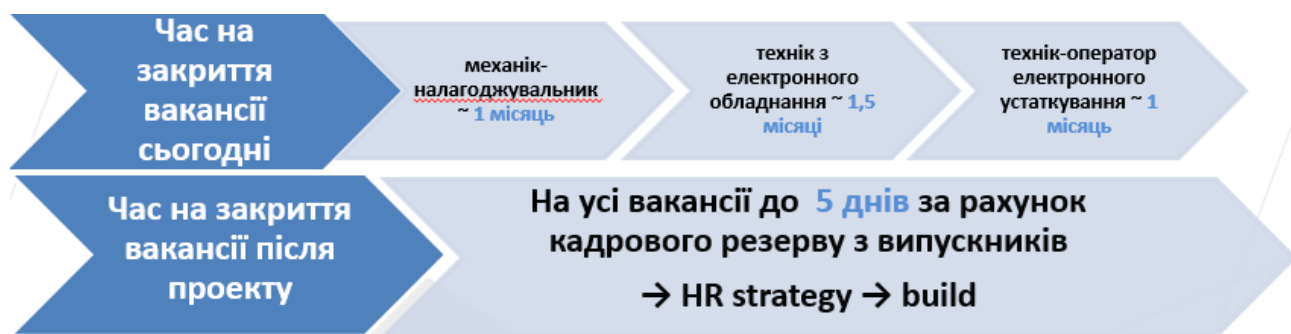 Час на
закриття
вакансії
сьогодні
механік-
налагоджувальник
~ 1 місяць
технік з
електронного
обладнання ~ 1,5
місяці
технік-оператор
електронного
устаткування ~ 1
місяць
Час на закриття
вакансії після
проекту
На усі вакансії до 5 днів за рахунок
кадрового резерву з випускників
→ HR strategy → build